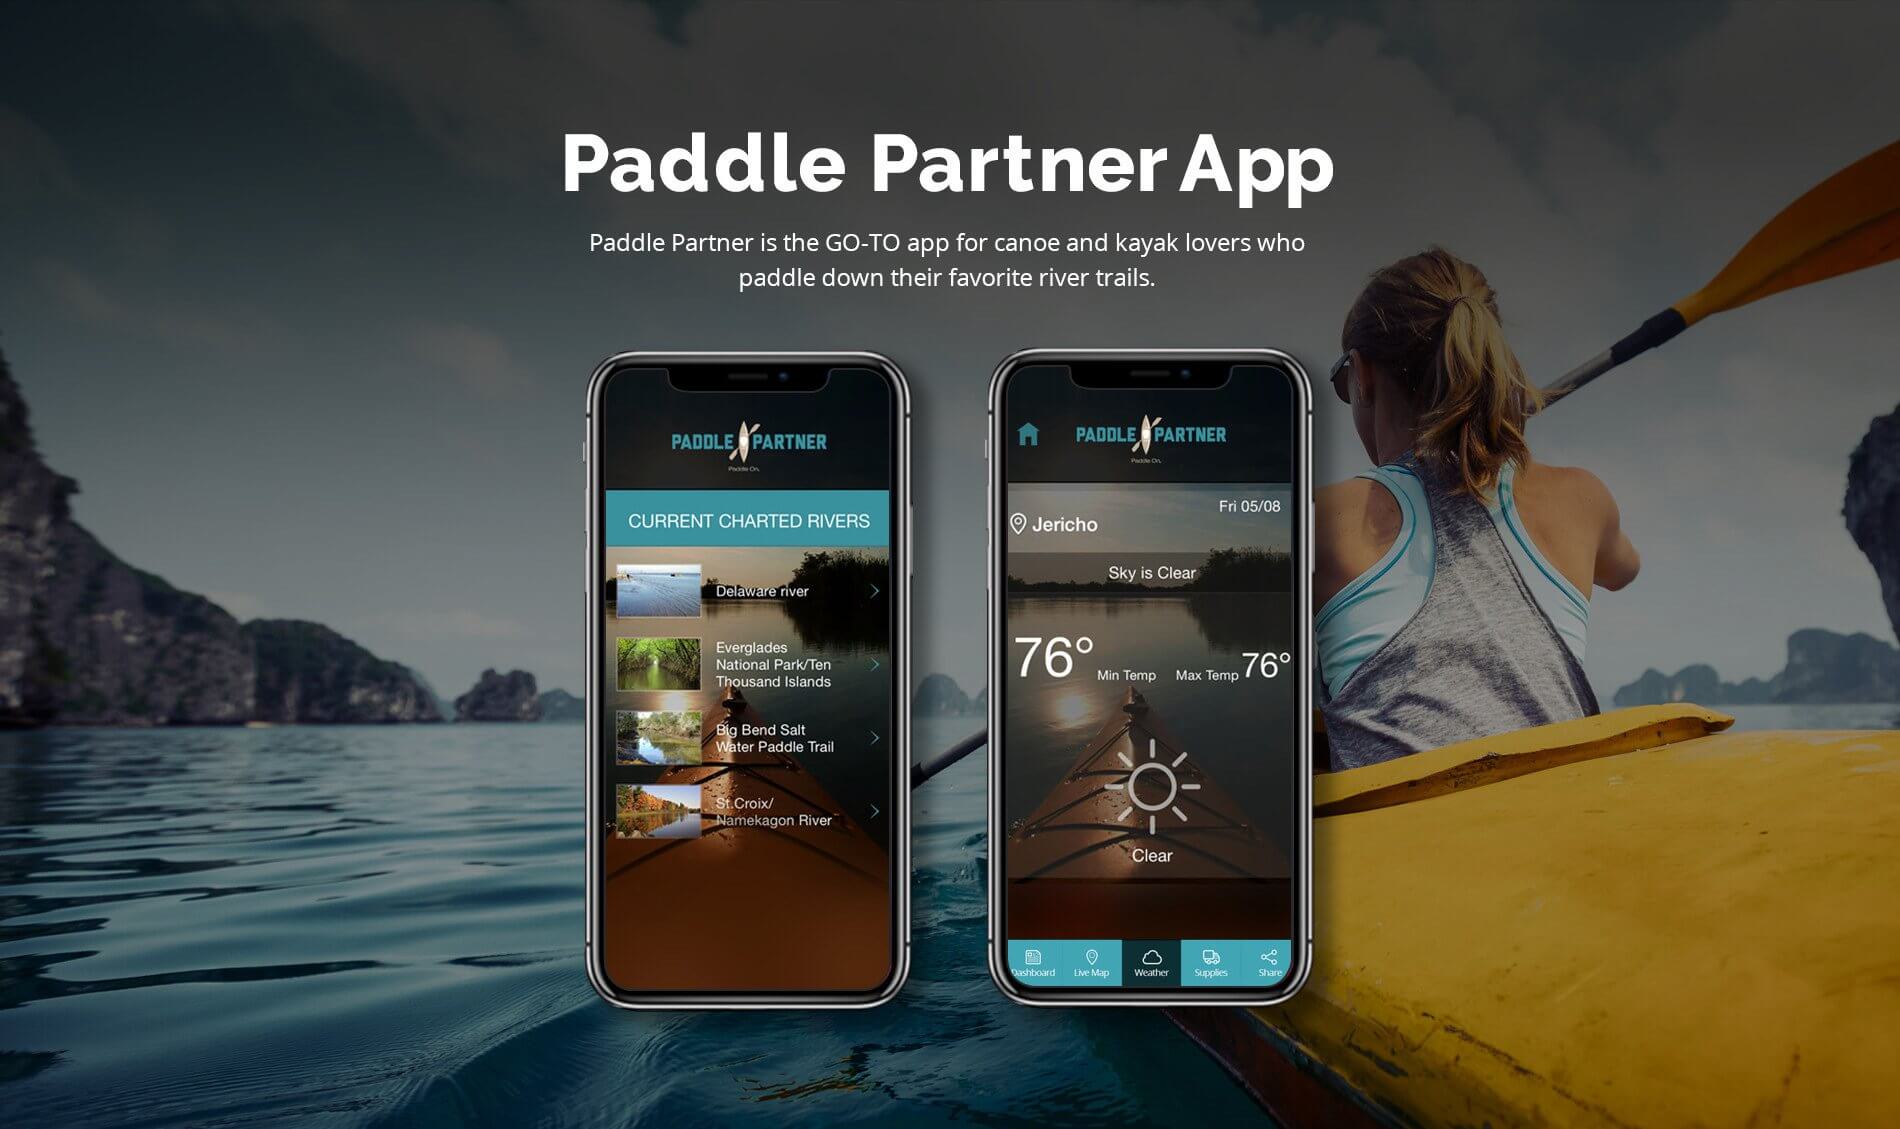 Paddle Partner App
Paddle Partner is the GO-TO app for canoe and kayak lovers who
paddle down their favorite river trails.
PADDLE PARTNER
Paddle On.
CURRENT CHARTED RIVERS
Delaware river
Everglades
National Park/Ten
Thousand Islands
Big Bend Salt
Water Paddle Trail
St.Croix/
Namekagon River
PADDLE PARTNER
Paddle On.
Fri 05/08
Jericho
Sky is Clear
76° Min Temp Max Temp 76°
Clear
Dashboard Live Map Weather Supplies Share